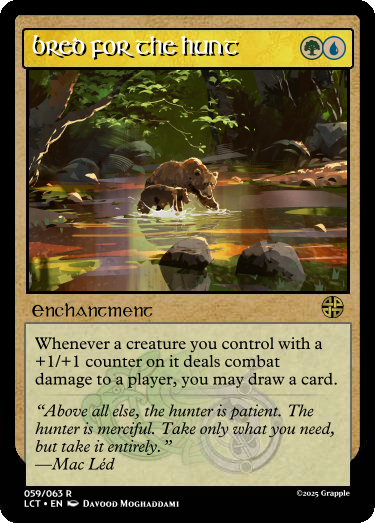 Bred for the Hunt
Enchantment
Whenever a creature you control with a
+1/+1 counter on it deals combat
damage to a player, you may draw a card.
“Above all else, the hunter is patient. The
hunter is merciful. Take only what you need,
but take it entirely.”
—Mac Léd
059/063 R
LCT • EN Davood Moghaddami
©2025 Grapple